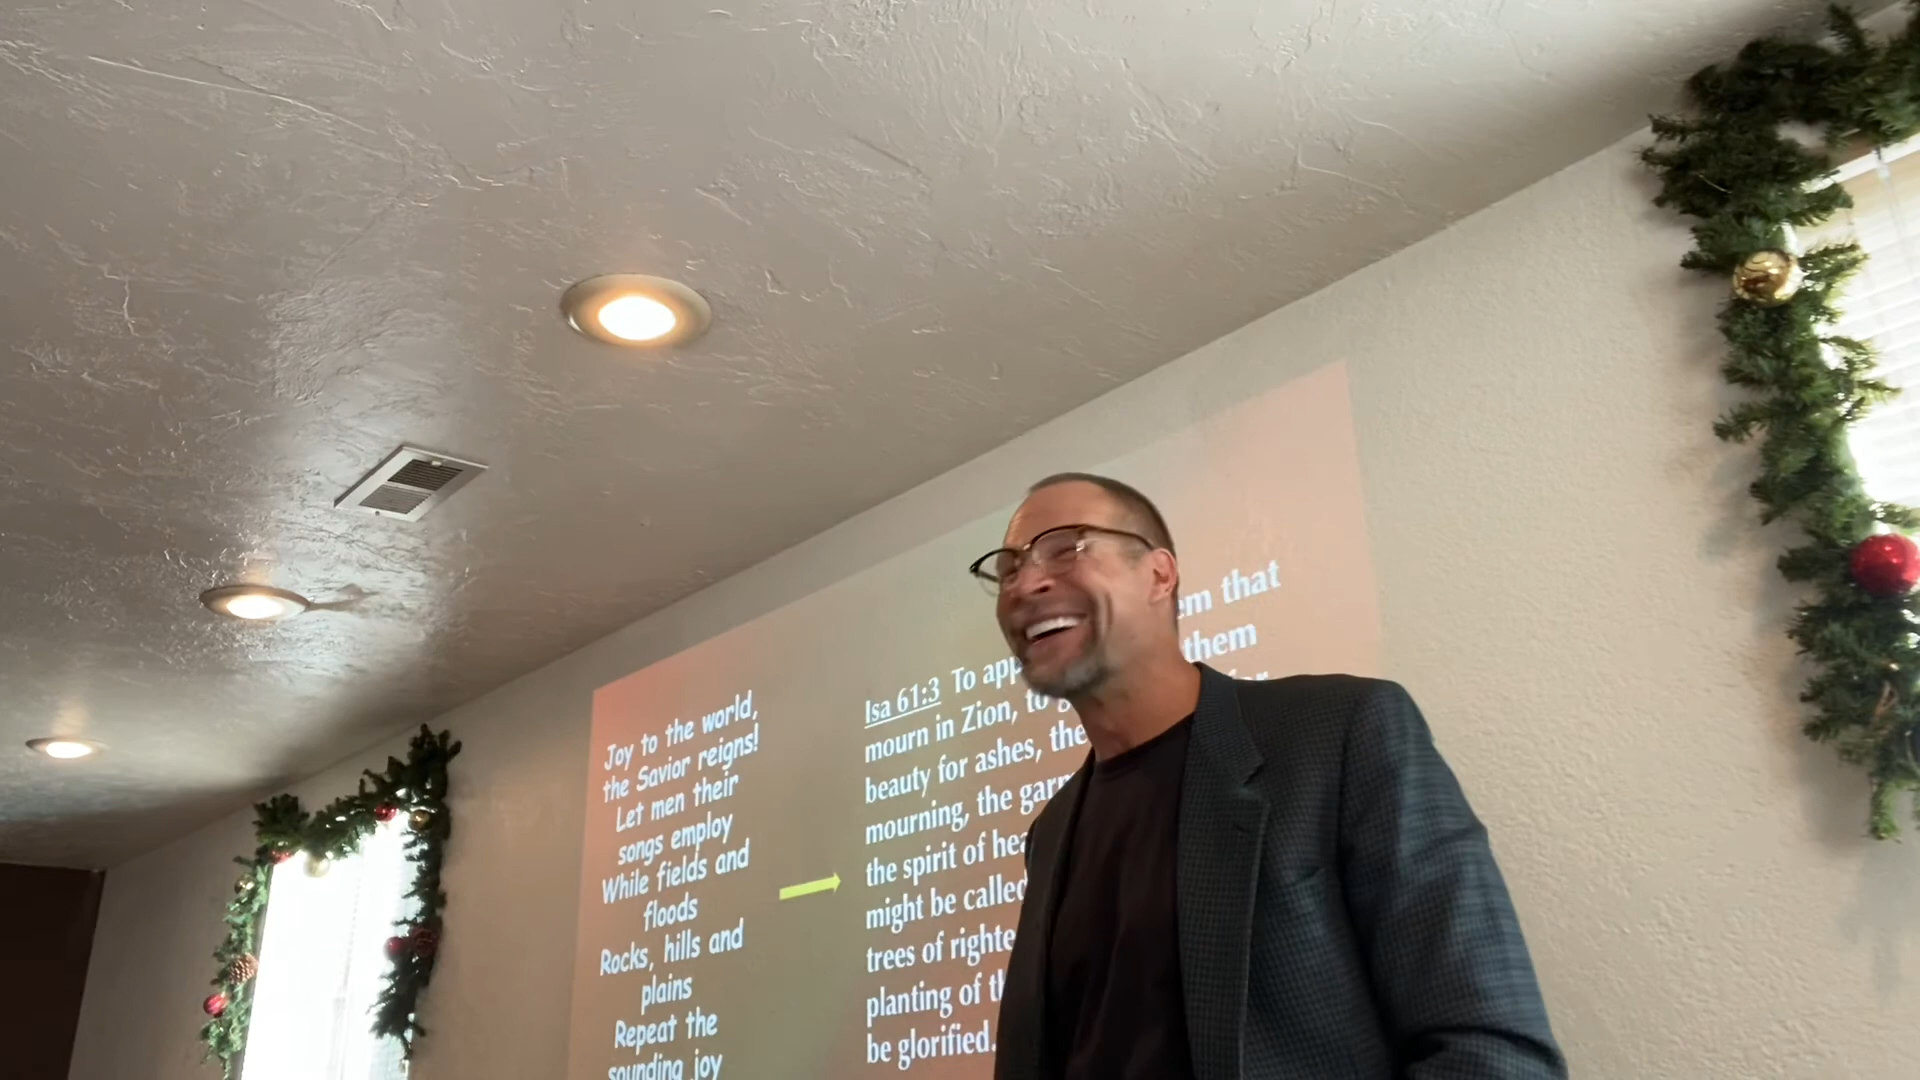 Joy to the world,
the Savior reigns!
Let men their
songs employ
While fields and
floods
Rocks, hills and
plains
Repeat the
sounding joy
Isa 61:3 To app
em that
mourn in Zion, to
them
beauty for ashes, the
for
mourning, the gar
the spirit of hea
might be called
trees of righte
planting of th
be glorified.